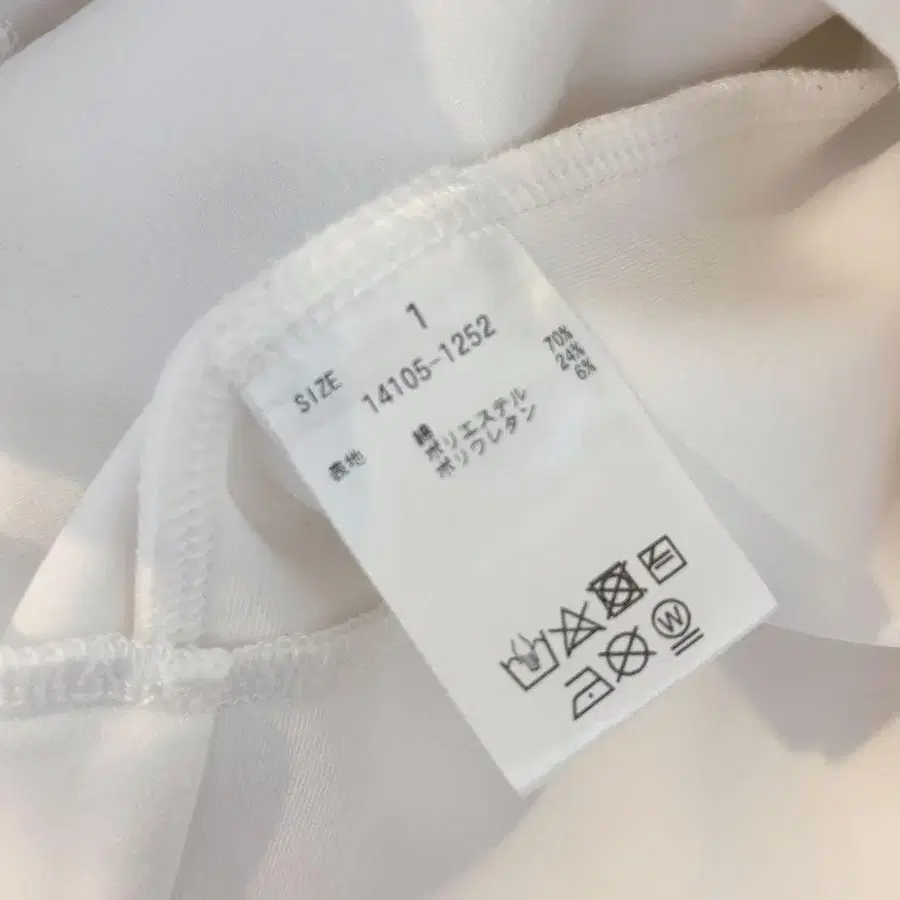 SIZE 1
14105-1252
表地 綿 70%
ポリエステル 24%
ポリウレタン 6%
W